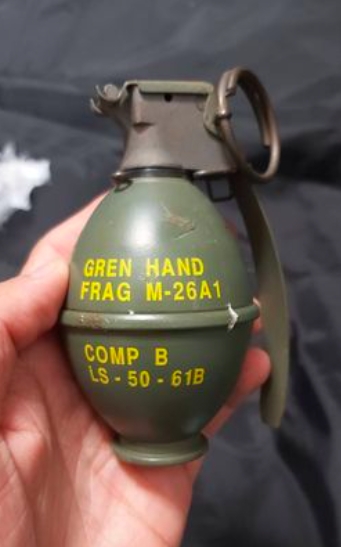 GREN HAND
FRAG M-26A1
COMP B
LS - 50 - 61B